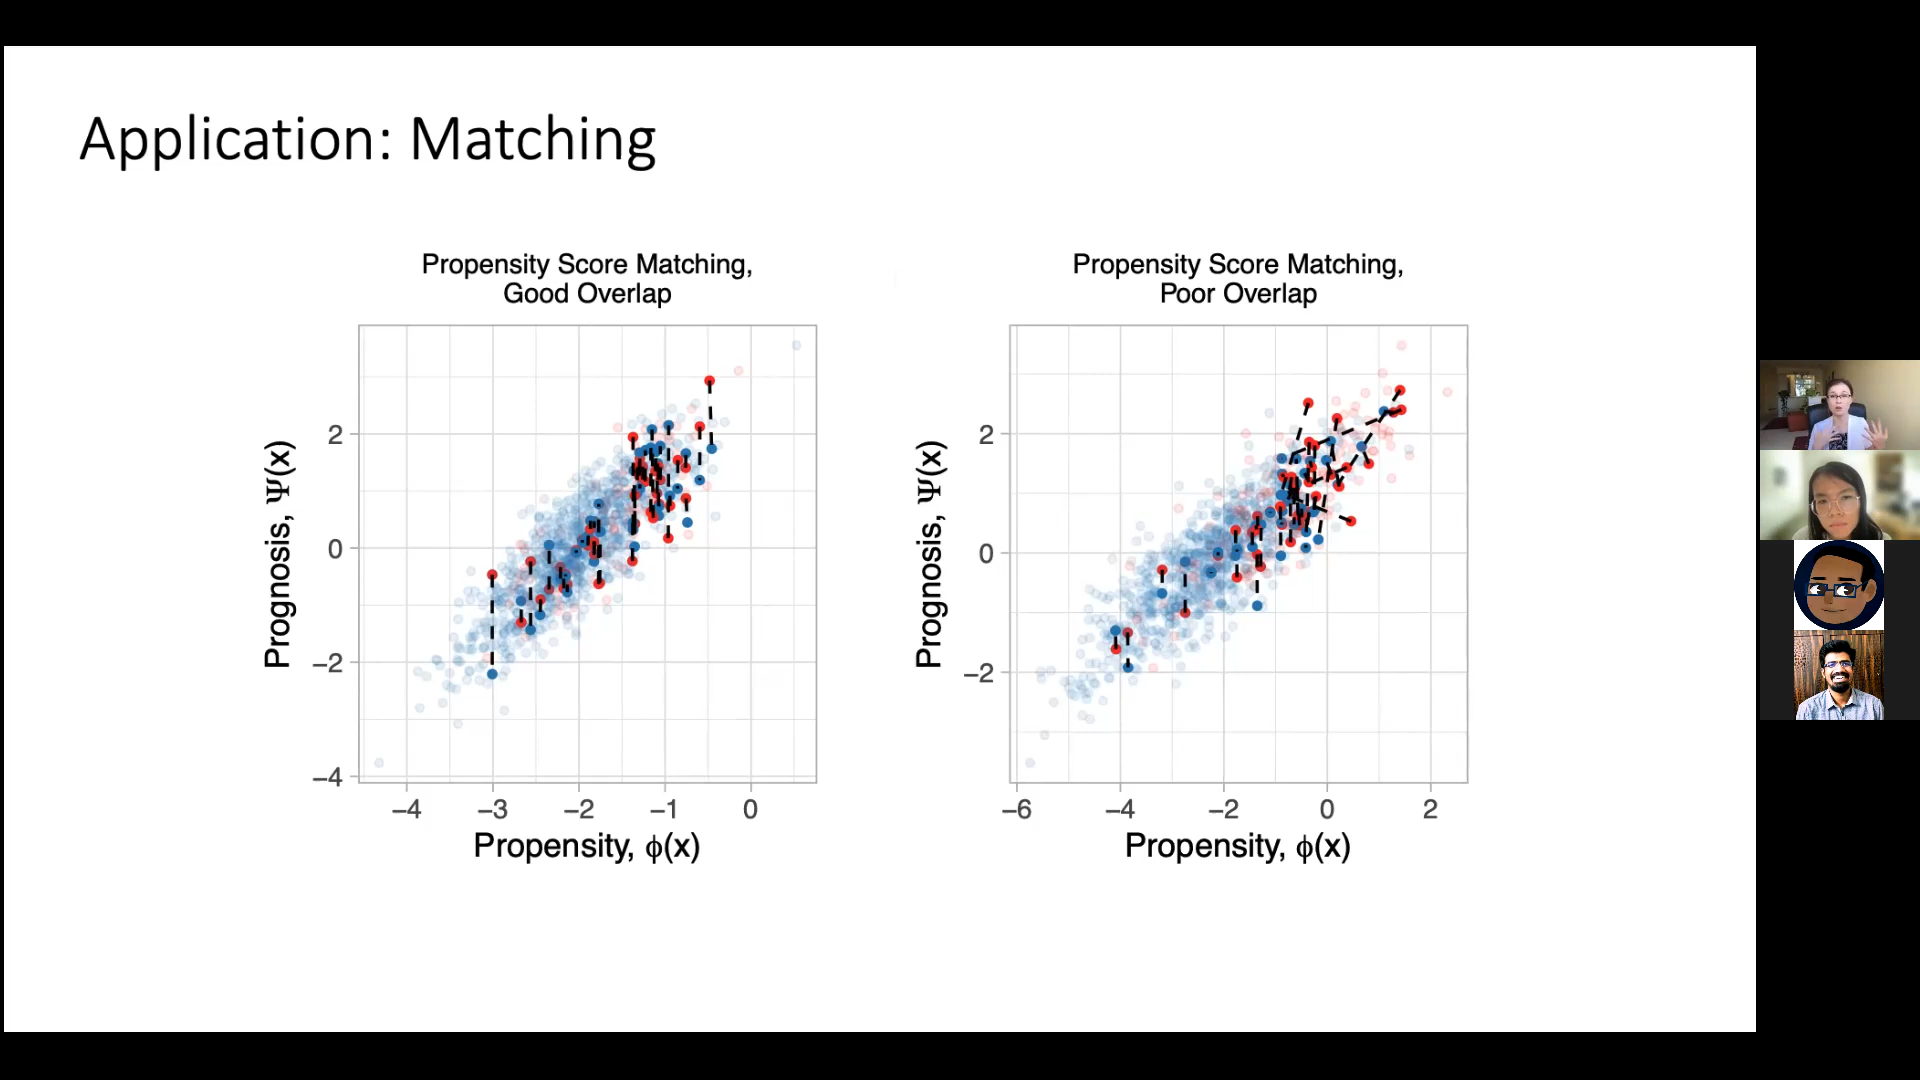 Application: Matching
Propensity Score Matching,
Good Overlap
Prognosis, Ψ(x)
2
0
−2
−4
−4 −3 −2 −1 0
Propensity, ϕ(x)
Propensity Score Matching,
Poor Overlap
Prognosis, Ψ(x)
2
0
−2
−6 −4 −2 0 2
Propensity, ϕ(x)